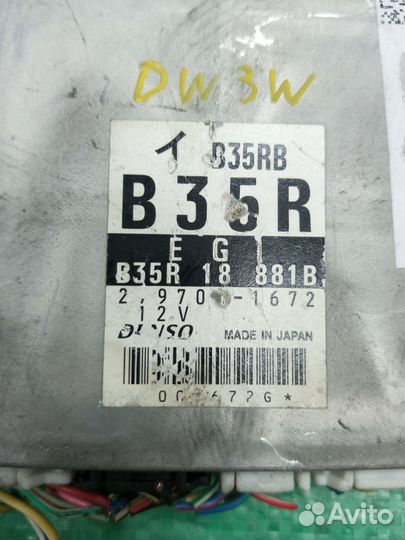 DW3W
イ B35RB
B35R
EGI
B35R 18 881B
12V
DENSO MADE IN JAPAN
Avito